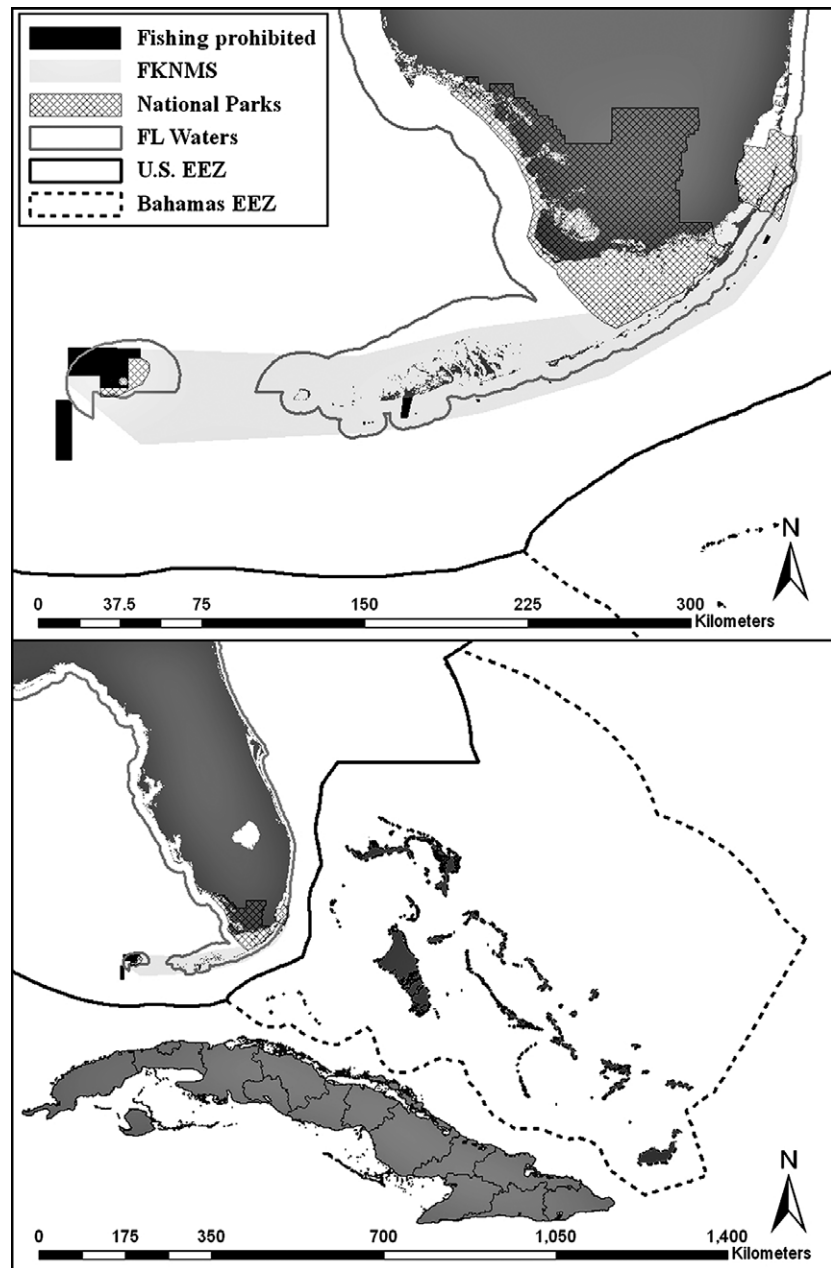 Fishing prohibited
FKNMS
National Parks
FL Waters
U.S. EEZ
Bahamas EEZ
N
0 37.5 75 150 225 300
Kilometers
N
0 175 350 700 1,050 1,400
Kilometers